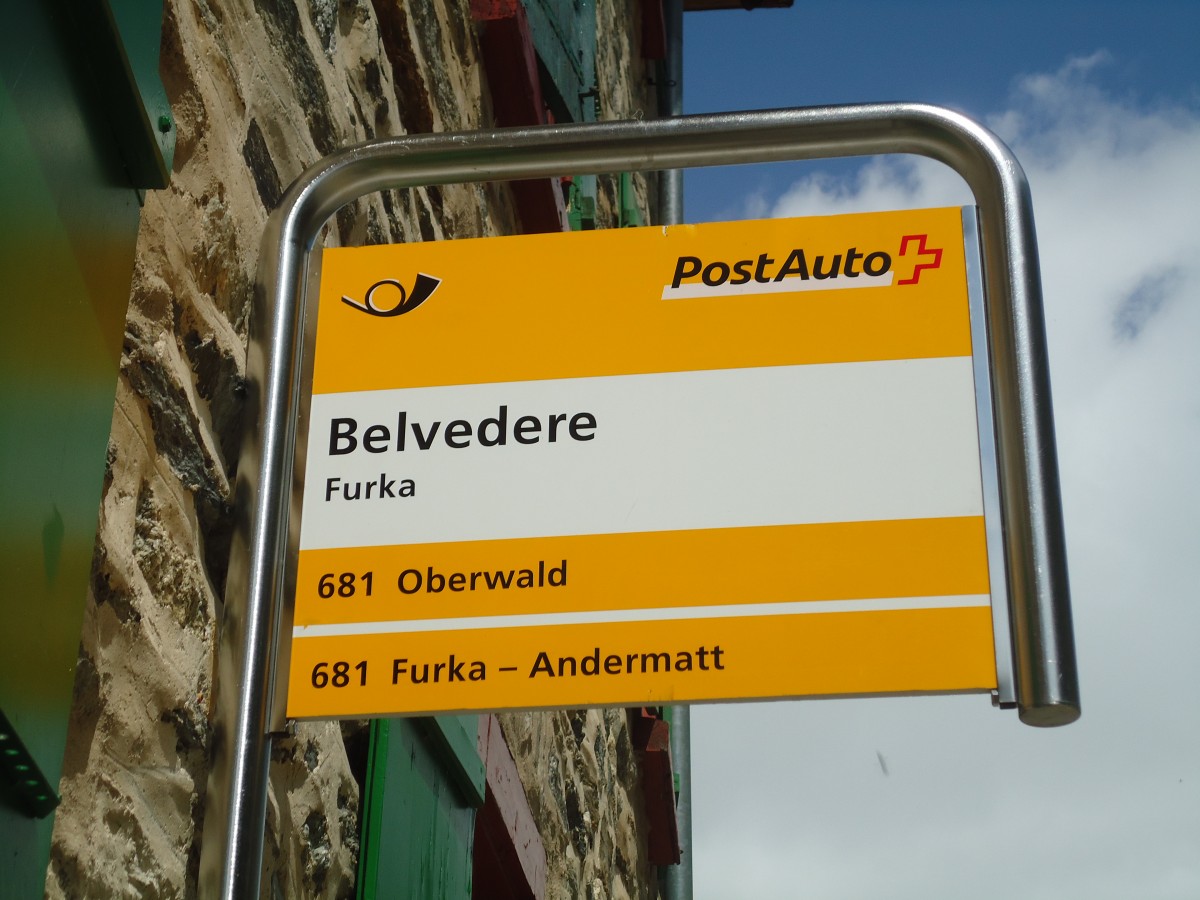 PostAuto
Belvedere
Furka
681 Oberwald
681 Furka – Andermatt